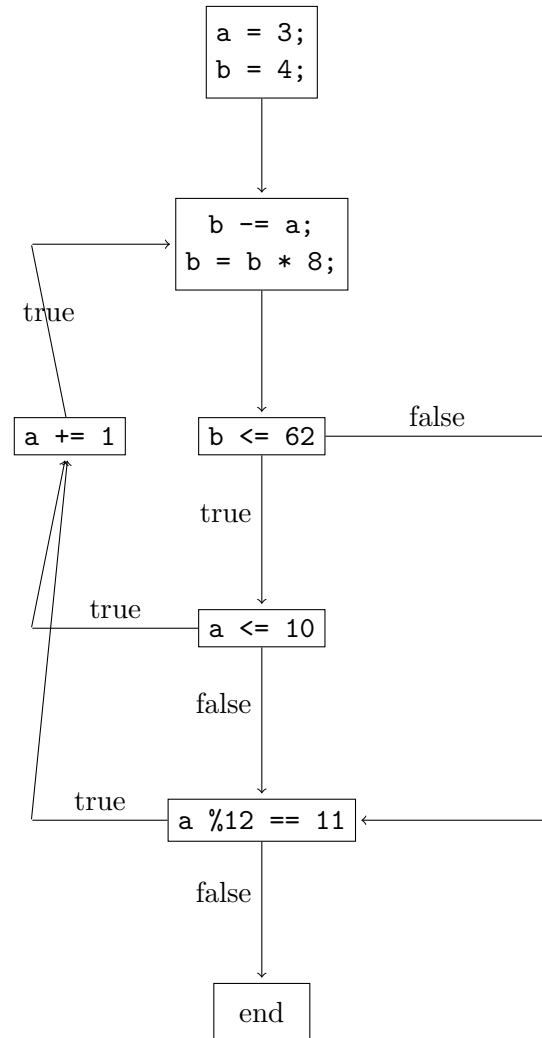 a = 3;
b = 4;
b -= a;
b = b * 8;
true
a += 1
b <= 62
false
true
true
a <= 10
false
true
a %12 == 11
false
end